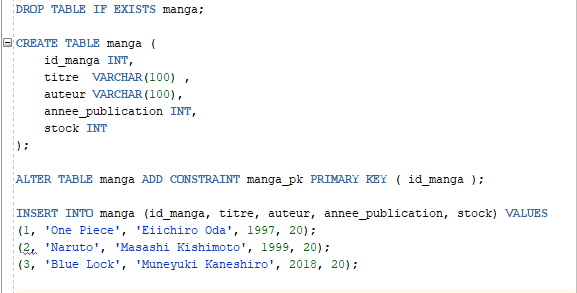 DROP TABLE IF EXISTS manga;
CREATE TABLE manga (
id_manga INT,
titre  VARCHAR(100) ,
auteur VARCHAR(100),
annee_publication INT,
stock INT
);
ALTER TABLE manga ADD CONSTRAINT manga_pk PRIMARY KEY ( id_manga );
INSERT INTO manga (id_manga, titre, auteur, annee_publication, stock) VALUES
(1, 'One Piece', 'Eiichiro Oda', 1997, 20);
(2, 'Naruto', 'Masashi Kishimoto', 1999, 20);
(3, 'Blue Lock', 'Muneyuki Kaneshiro', 2018, 20);